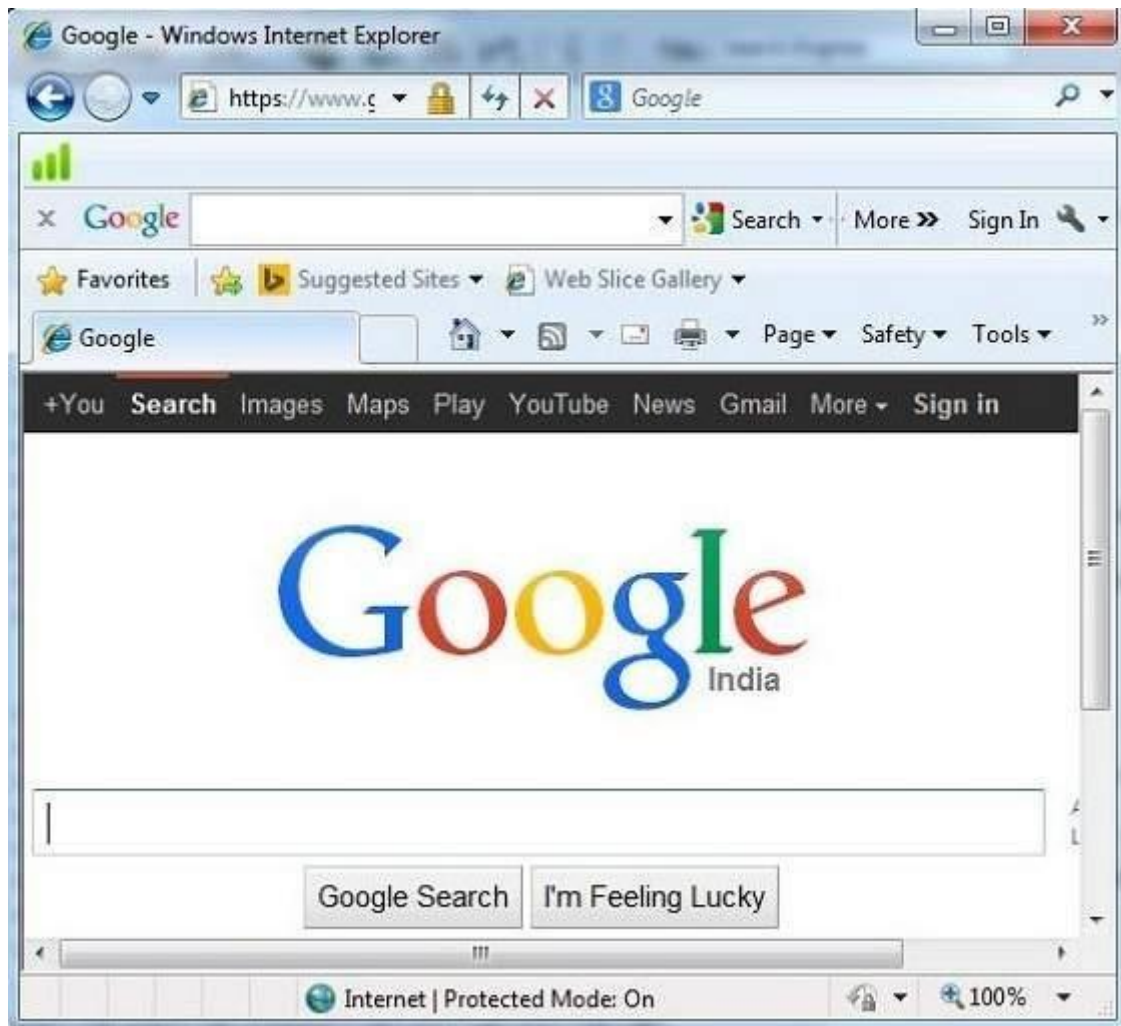 Google - Windows Internet Explorer
https://www.g Google
x Google Search More » Sign In
Favorites Suggested Sites Web Slice Gallery
Google Page Safety Tools »
+You Search Images Maps Play YouTube News Gmail More Sign in
Google
India
Google Search I'm Feeling Lucky
Internet | Protected Mode: On 100%